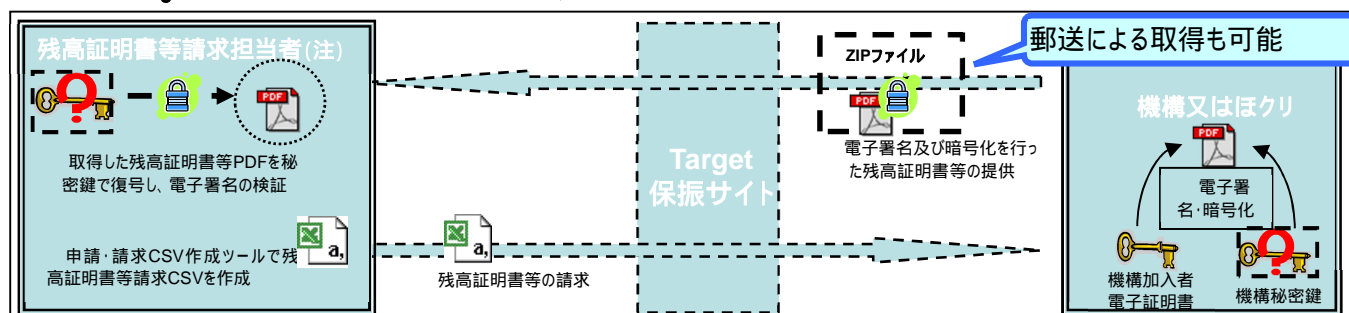 残高証明書等請求担当者(注)
PDF
取得した残高証明書等PDFを秘
密鍵で復号し、電子署名の検証
申請・請求CSV作成ツールで残
高証明書等請求CSVを作成
a,
a,
残高証明書等の請求
Target
保振サイト
ZIPファイル
PDF
電子署名及び暗号化を行っ
た残高証明書等の提供
郵送による取得も可能
機構又はほクリ
PDF
電子署
名・暗号化
機構加入者
電子証明書
機構秘密鍵